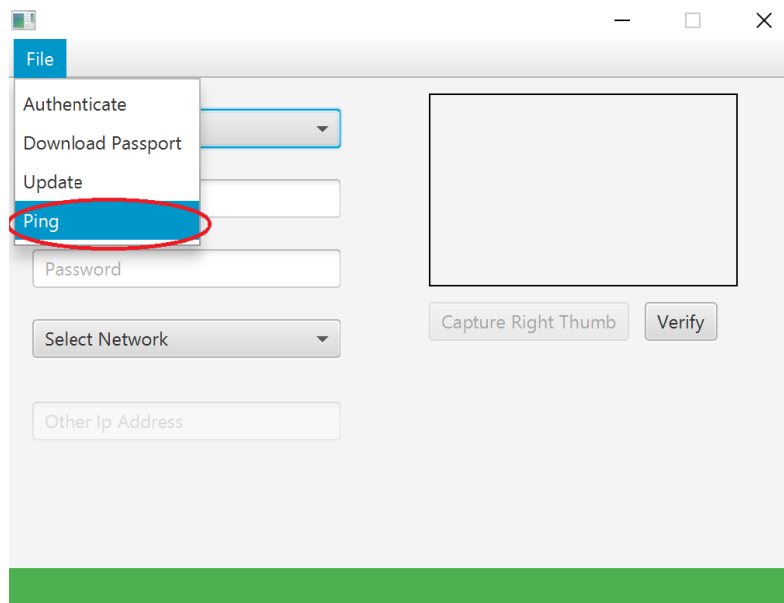 File
Authenticate
Download Passport
Update
Ping
Password
Select Network
Other Ip Address
Capture Right Thumb
Verify